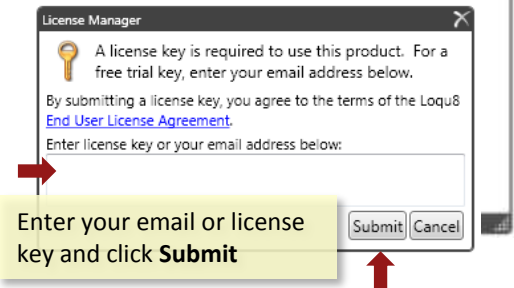 License Manager
A license key is required to use this product. For a
free trial key, enter your email address below.
By submitting a license key, you agree to the terms of the Loqu8
End User License Agreement.
Enter license key or your email address below:
Enter your email or license
key and click Submit
Submit Cancel